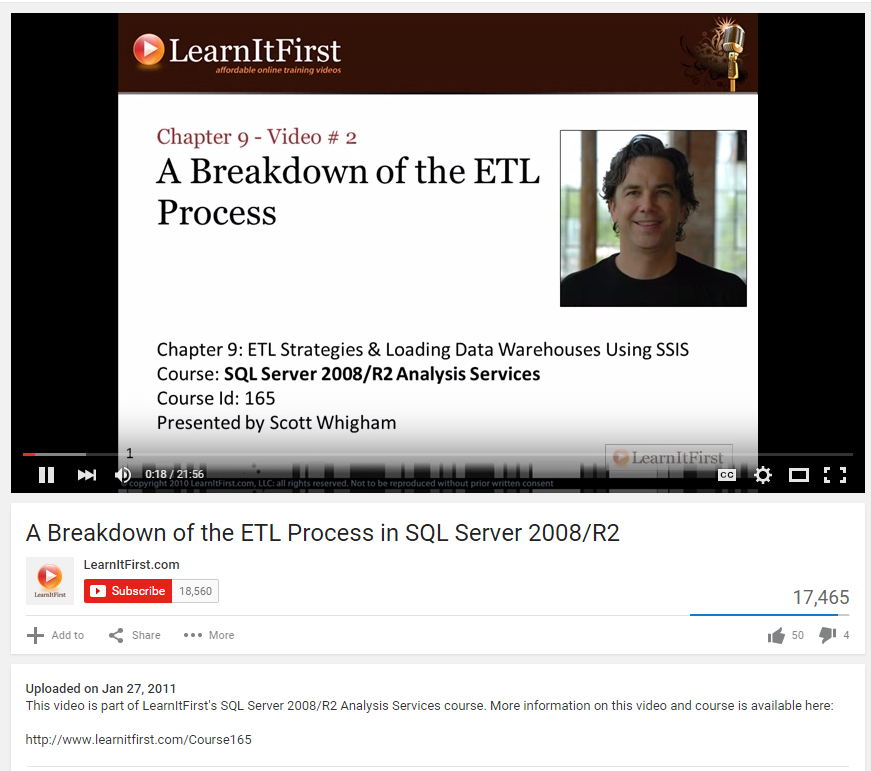 LearnItFirst
affordable online training videos
Chapter 9 - Video # 2
A Breakdown of the ETL
Process
Chapter 9: ETL Strategies & Loading Data Warehouses Using SSIS
Course: SQL Server 2008/R2 Analysis Services
Course Id: 165
Presented by Scott Whigham
1
LearnItFirst
0:18 / 21:56
CC
copyright 2010 LearnItFirst.com, LLC: all rights reserved. Not to be reproduced without prior written consent
A Breakdown of the ETL Process in SQL Server 2008/R2
LearnItFirst.com
LearnItFirst
Subscribe 18,560
17,465
Add to Share More 50 4
Uploaded on Jan 27, 2011
This video is part of LearnItFirst's SQL Server 2008/R2 Analysis Services course. More information on this video and course is available here:
http://www.learnitfirst.com/Course165